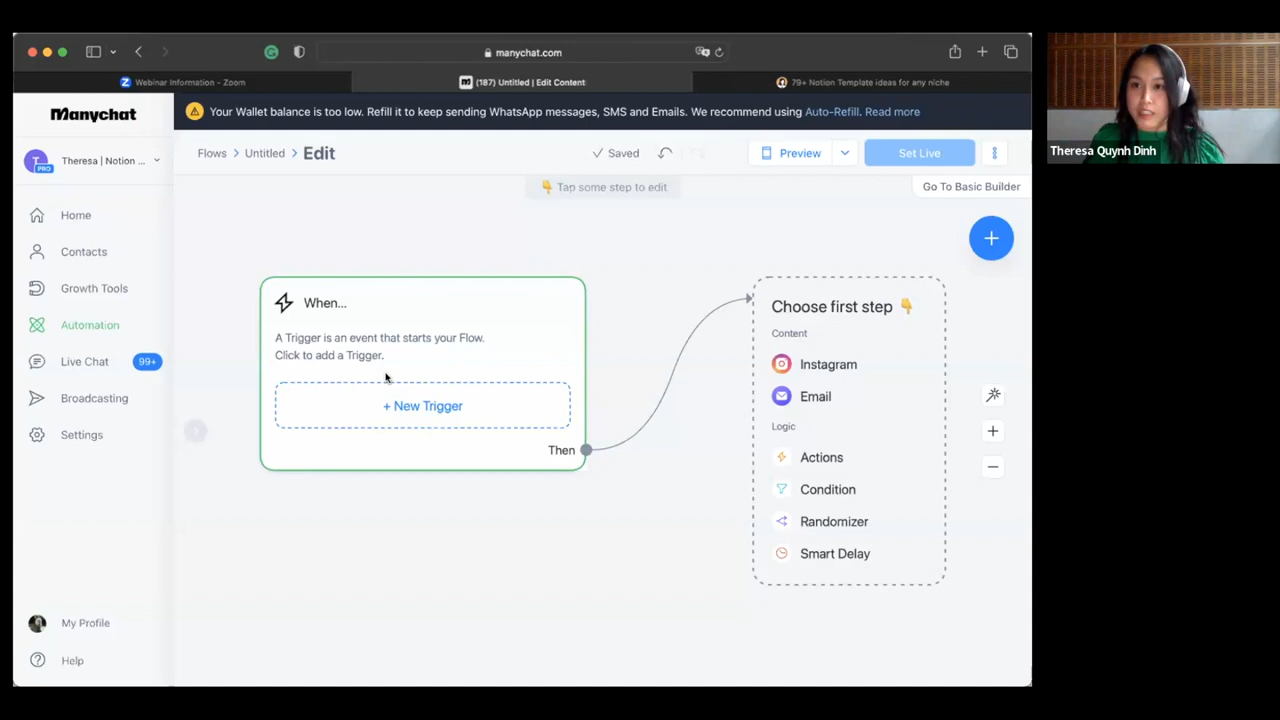 manychat.com
Webinar Information - Zoom
(187) Untitled | Edit Content
79+ Notion Template ideas for any niche
Manychat
Your Wallet balance is too low. Refill it to keep sending WhatsApp messages, SMS and Emails. We recommend using Auto-Refill. Read more
T
PRO
Theresa | Notion ...
Flows > Untitled > Edit
Saved
Preview
Set Live
👇 Tap some step to edit
Go To Basic Builder
Home
Contacts
Growth Tools
Automation
Live Chat
99+
Broadcasting
Settings
My Profile
Help
When...
A Trigger is an event that starts your Flow.
Click to add a Trigger.
+ New Trigger
Then
Choose first step 👇
Content
Instagram
Email
Logic
Actions
Condition
Randomizer
Smart Delay
Theresa Quynh Dinh